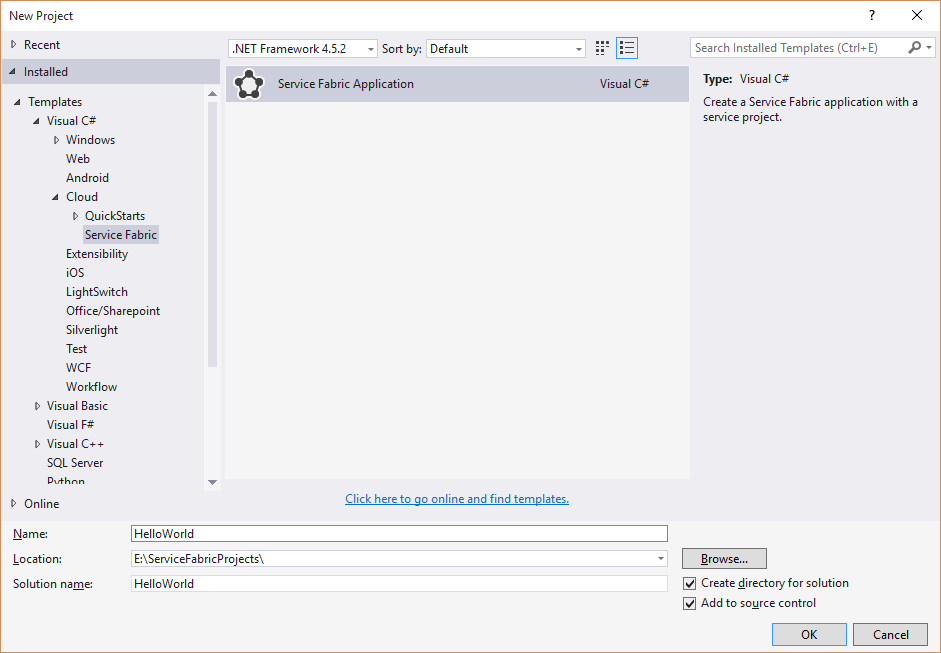 New Project
?
Recent
.NET Framework 4.5.2
Sort by:
Default
Search Installed Templates (Ctrl+E)
Installed
Templates
Visual C#
Windows
Web
Android
Cloud
QuickStarts
Service Fabric
Extensibility
iOS
LightSwitch
Office/Sharepoint
Silverlight
Test
WCF
Workflow
Visual Basic
Visual F#
Visual C++
SQL Server
Python
Online
Service Fabric Application Visual C#
Type: Visual C#
Create a Service Fabric application with a
service project.
Click here to go online and find templates.
Name: HelloWorld
Location: E:\ServiceFabricProjects\
Browse...
Solution name: HelloWorld
Create directory for solution
Add to source control
OK
Cancel